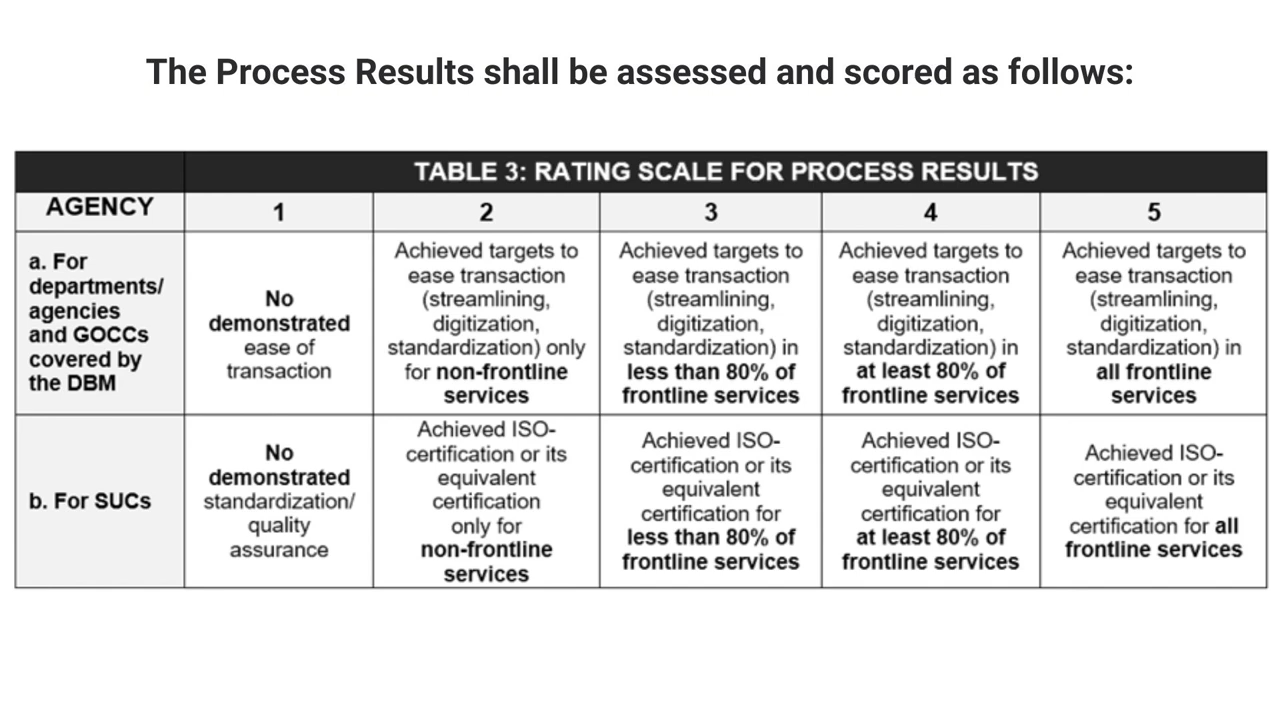 The Process Results shall be assessed and scored as follows:
TABLE 3: RATING SCALE FOR PROCESS RESULTS
AGENCY
1
2
3
4
5
a. For
departments/
agencies
and GOCCs
covered by
the DBM
No
demonstrated
ease of
transaction
Achieved targets to
ease transaction
(streamlining,
digitization,
standardization) only
for non-frontline
services
Achieved targets to
ease transaction
(streamlining,
digitization,
standardization) in
less than 80% of
frontline services
Achieved targets to
ease transaction
(streamlining,
digitization,
standardization) in
at least 80% of
frontline services
Achieved targets to
ease transaction
(streamlining,
digitization,
standardization) in
all frontline
services
b. For SUCs
No
demonstrated
standardization/
quality
assurance
Achieved ISO-
certification or its
equivalent
certification
only for
non-frontline
services
Achieved ISO-
certification or its
equivalent
certification for
less than 80% of
frontline services
Achieved ISO-
certification or its
equivalent
certification for
at least 80% of
frontline services
Achieved ISO-
certification or its
equivalent
certification for all
frontline services